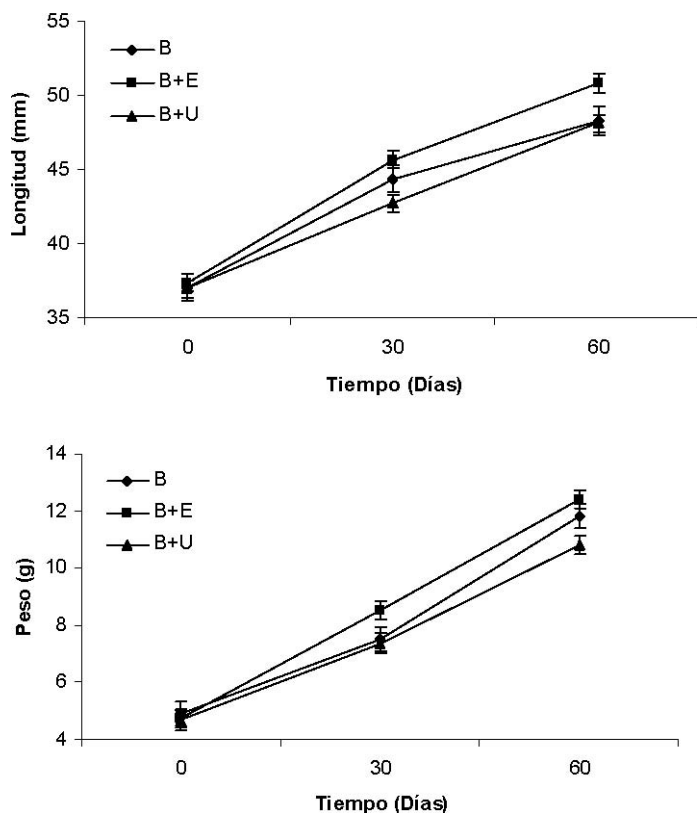 55
B
B+E
B+U
50
Longitud (mm)
45
40
35
0 30 60
Tiempo (Días)
14
B
B+E
B+U
12
10
Peso (g)
8
6
4
0 30 60
Tiempo (Días)